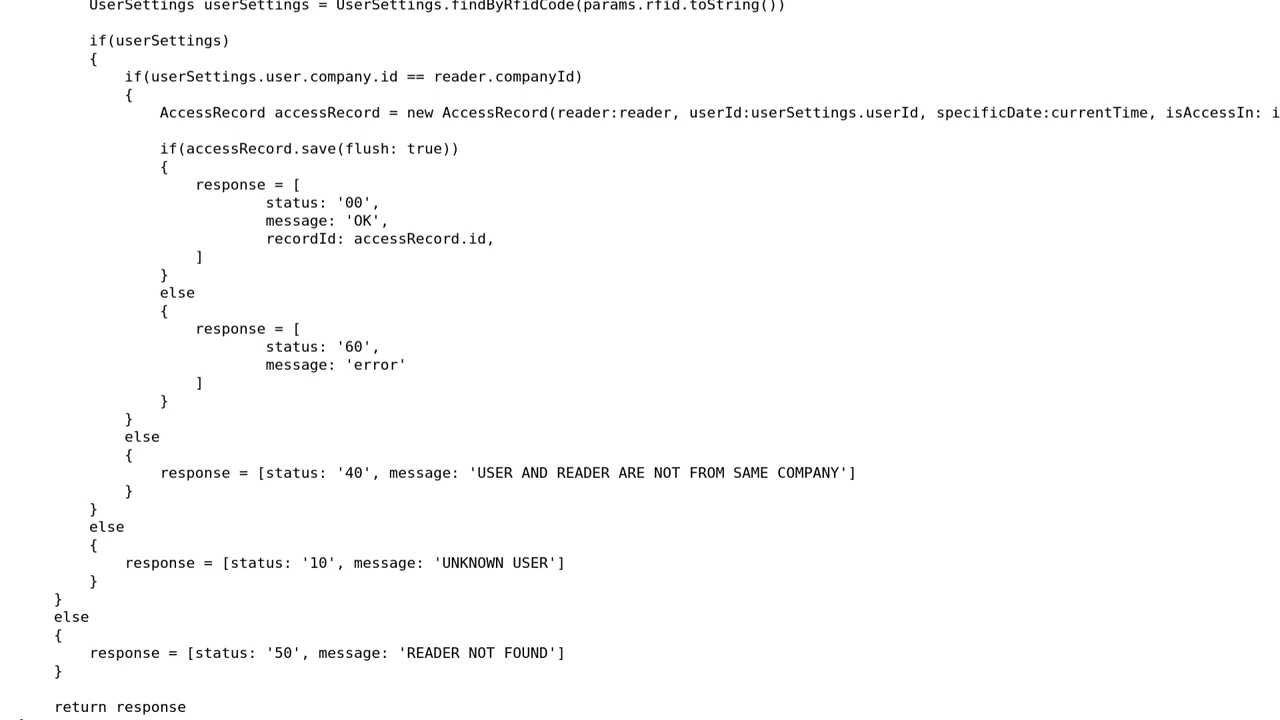 UserSettings userSettings = UserSettings.findByRfidCode(params.rfid.toString())
if(userSettings)
{
if(userSettings.user.company.id == reader.companyId)
{
AccessRecord accessRecord = new AccessRecord(reader:reader, userId:userSettings.userId, specificDate:currentTime, isAccessIn: i
if(accessRecord.save(flush: true))
{
response = [
status: '00',
message: 'OK',
recordId: accessRecord.id,
]
}
else
{
response = [
status: '60',
message: 'error'
]
}
}
else
{
response = [status: '40', message: 'USER AND READER ARE NOT FROM SAME COMPANY']
}
}
else
{
response = [status: '10', message: 'UNKNOWN USER']
}
}
else
{
response = [status: '50', message: 'READER NOT FOUND']
}
return response